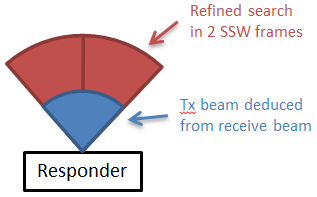 Refined search
in 2 SSW frames
Tx beam deduced
from receive beam
Responder